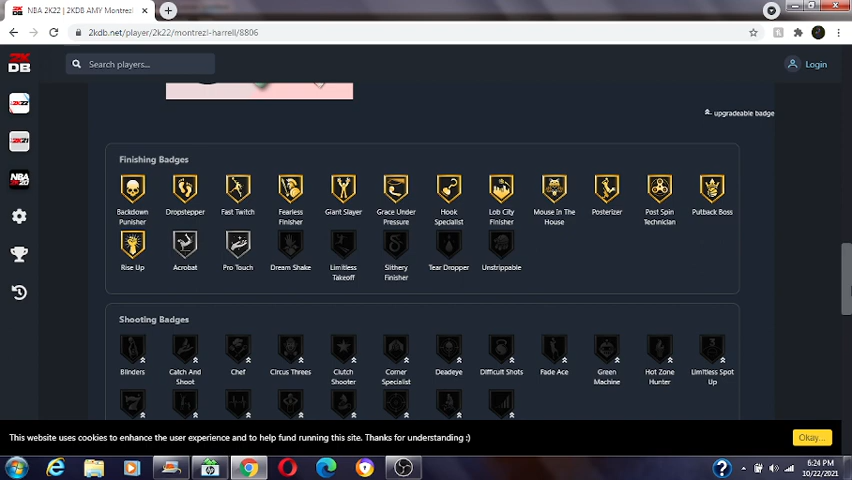 NBA 2K22 | 2KDB AMY Montrezl
2kdb.net/player/2k22/montrezl-harrell/8806
2K
DB
Search players...
Login
2K22
2K21
NBA
2K20
upgradeable badge
Finishing Badges
Backdown Punisher
Dropstepper
Fast Twitch
Fearless Finisher
Giant Slayer
Grace Under Pressure
Hook Specialist
Lob City Finisher
Mouse In The House
Posterizer
Post Spin Technician
Putback Boss
Rise Up
Acrobat
Pro Touch
Dream Shake
Limitless Takeoff
Slithery Finisher
Tear Dropper
Unstrippable
Shooting Badges
Blinders
Catch And Shoot
Chef
Circus Threes
Clutch Shooter
Corner Specialist
Deadeye
Difficult Shots
Fade Ace
Green Machine
Hot Zone Hunter
Limitless Spot Up
This website uses cookies to enhance the user experience and to help fund running this site. Thanks for understanding :)
Okay...
6:24 PM
10/22/2021